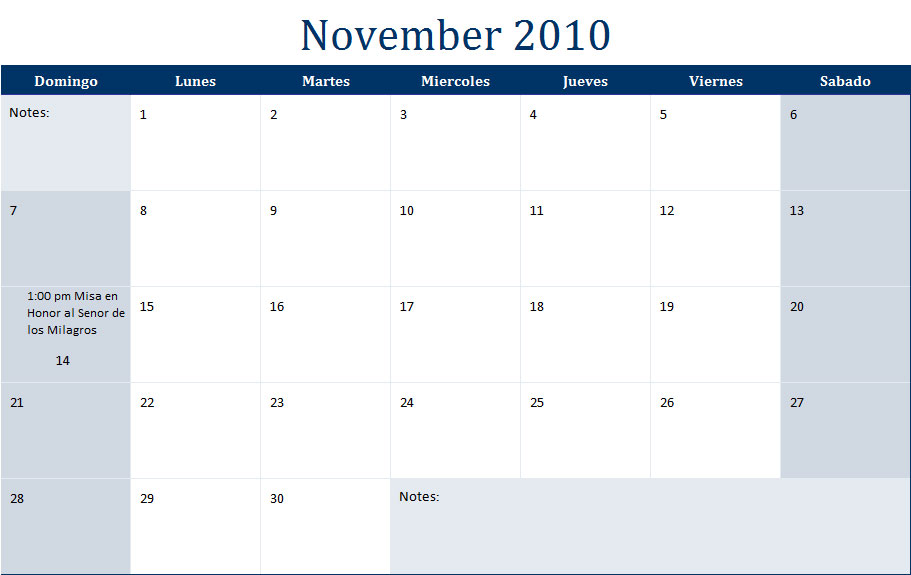 November 2010
Domingo Lunes Martes Miercoles Jueves Viernes Sabado
Notes: 1 2 3 4 5 6
7 8 9 10 11 12 13
1:00 pm Misa en
Honor al Senor de
los Milagros
14 15 16 17 18 19 20
21 22 23 24 25 26 27
28 29 30 Notes: